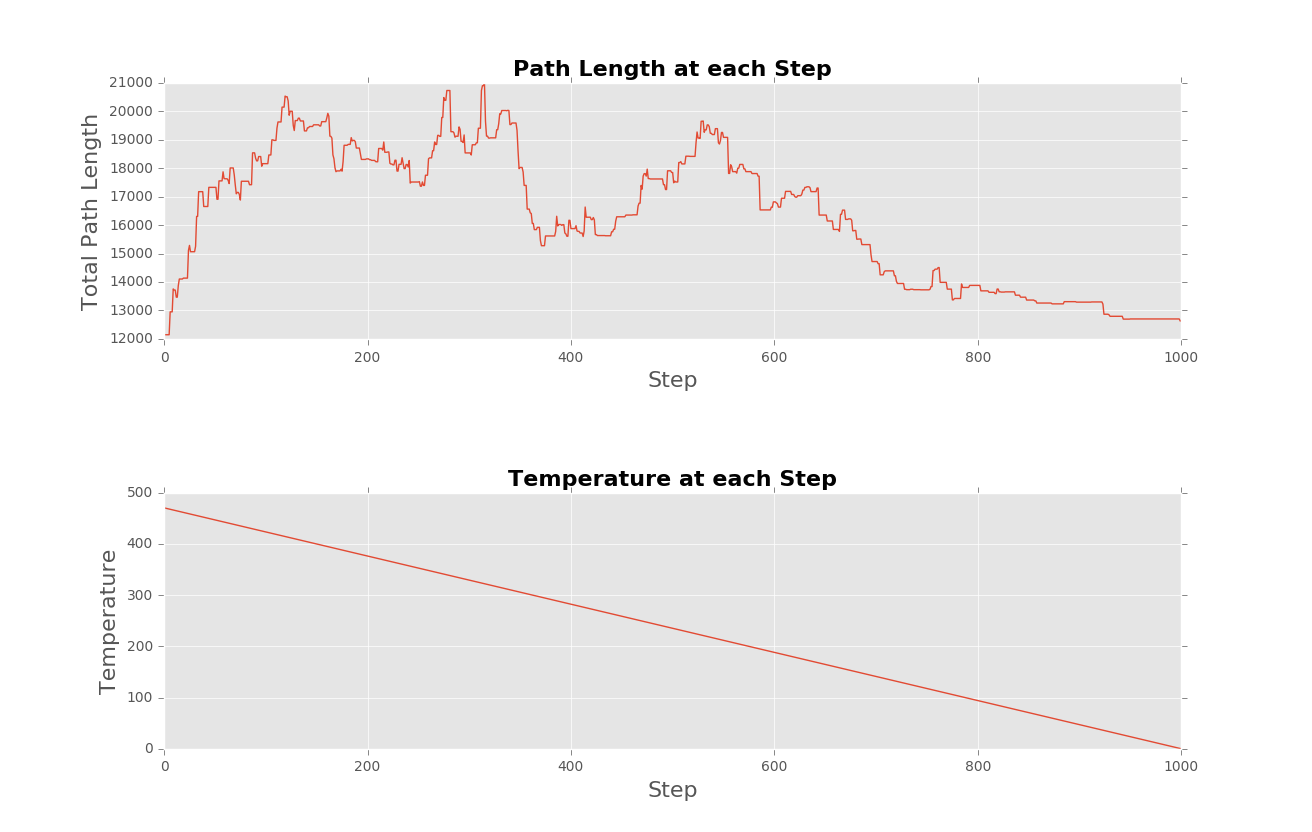 Path Length at each Step
Total Path Length
21000
20000
19000
18000
17000
16000
15000
14000
13000
12000
0 200 400 600 800 1000
Step
Temperature at each Step
Temperature
500
400
300
200
100
0
0 200 400 600 800 1000
Step